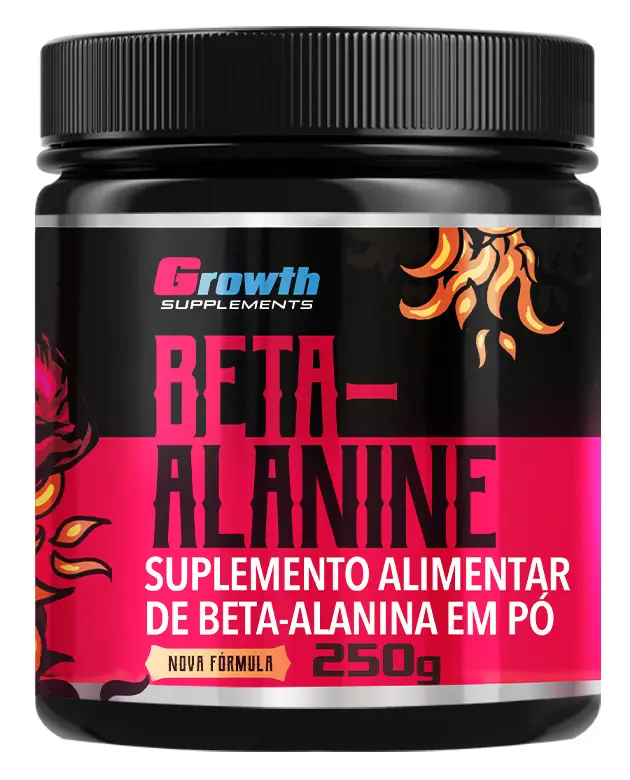 Growth
SUPPLEMENTS
BETA-
ALANINE
SUPLEMENTO ALIMENTAR
DE BETA-ALANINA EM PÓ
NOVA FÓRMULA
250g